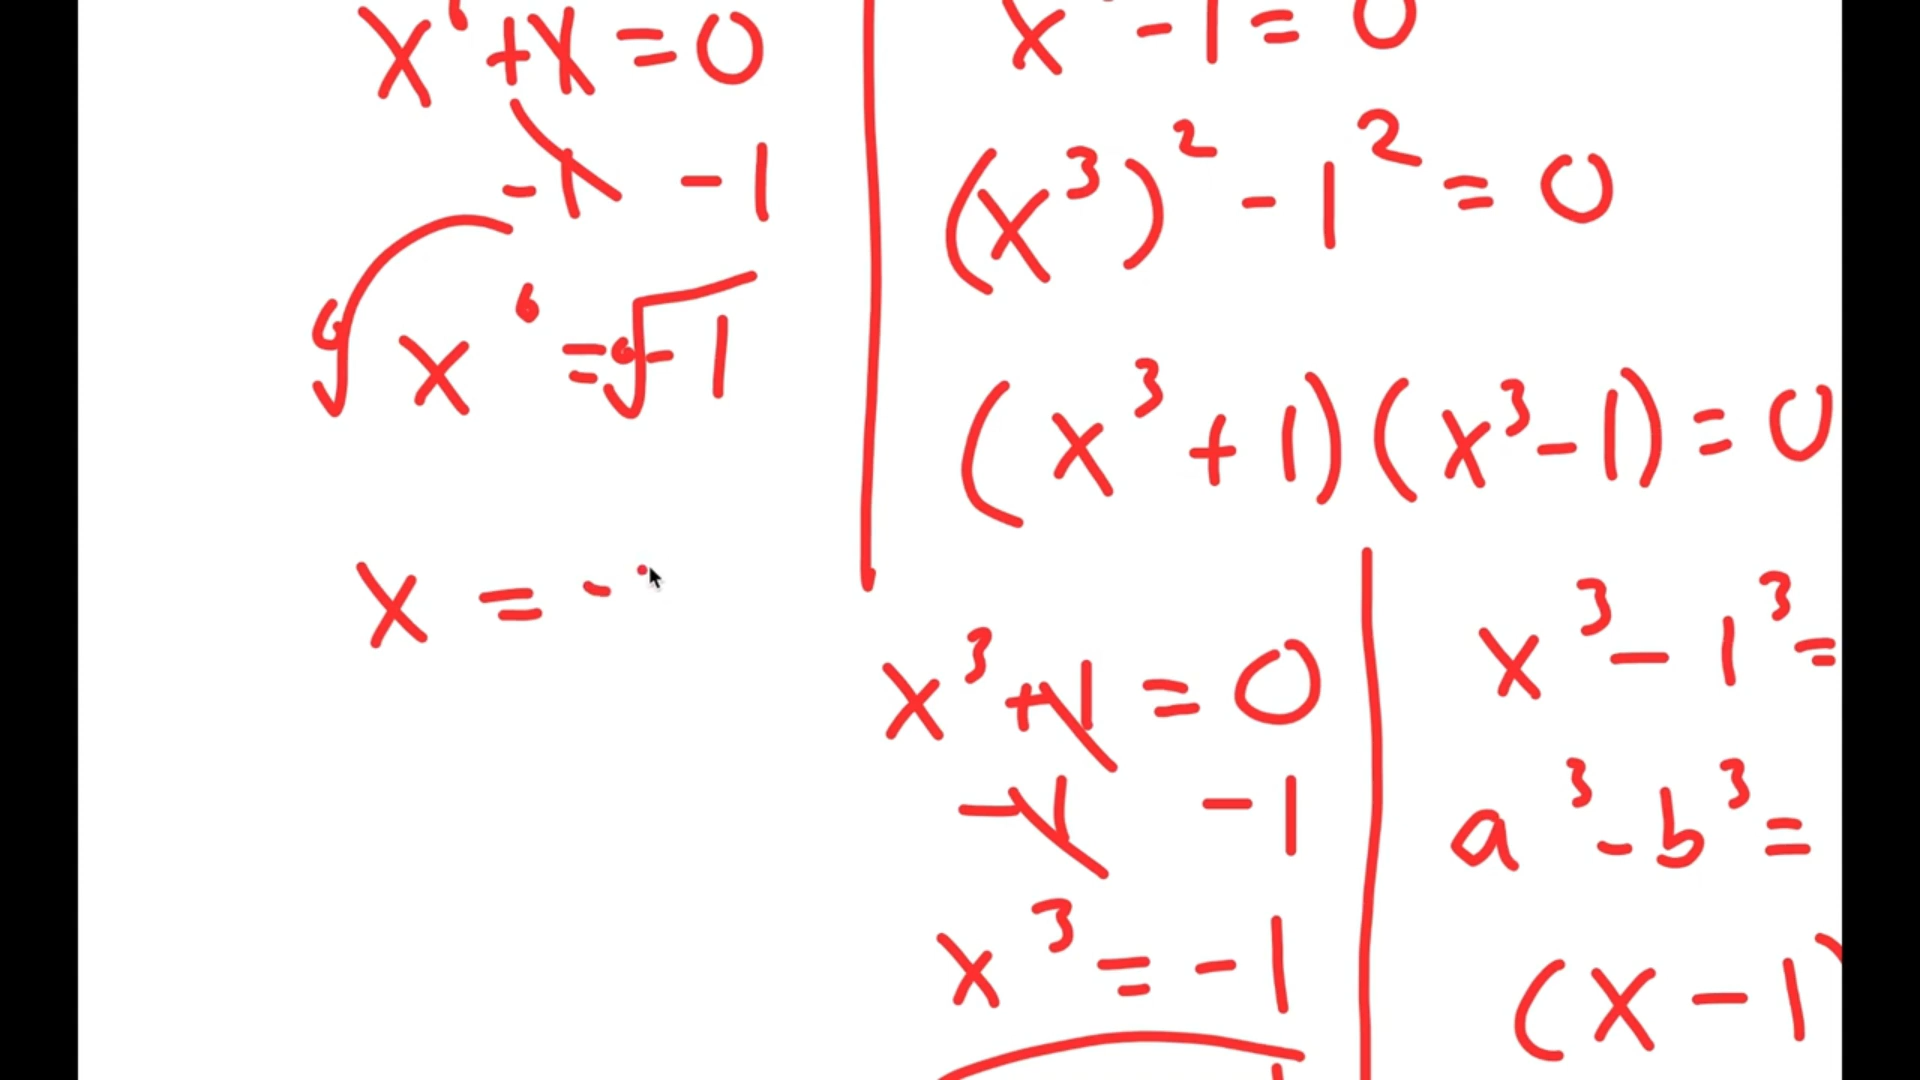 x⁶ + 1 = 0
- 1 - 1
⁶√x⁶ = ⁶√-1
x = -
x - 1 = 0
(x³)² - 1² = 0
(x³ + 1)(x³ - 1) = 0
x³ + 1 = 0
- 1 - 1
x³ = -1
x³ - 1³ =
a³ - b³ =
(x - 1)